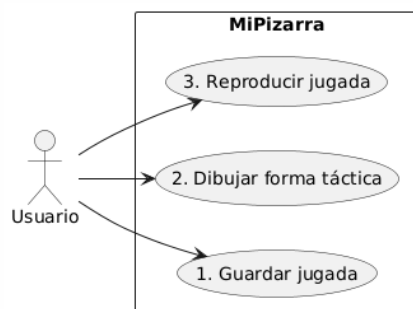 MiPizarra
3. Reproducir jugada
2. Dibujar forma táctica
Usuario
1. Guardar jugada